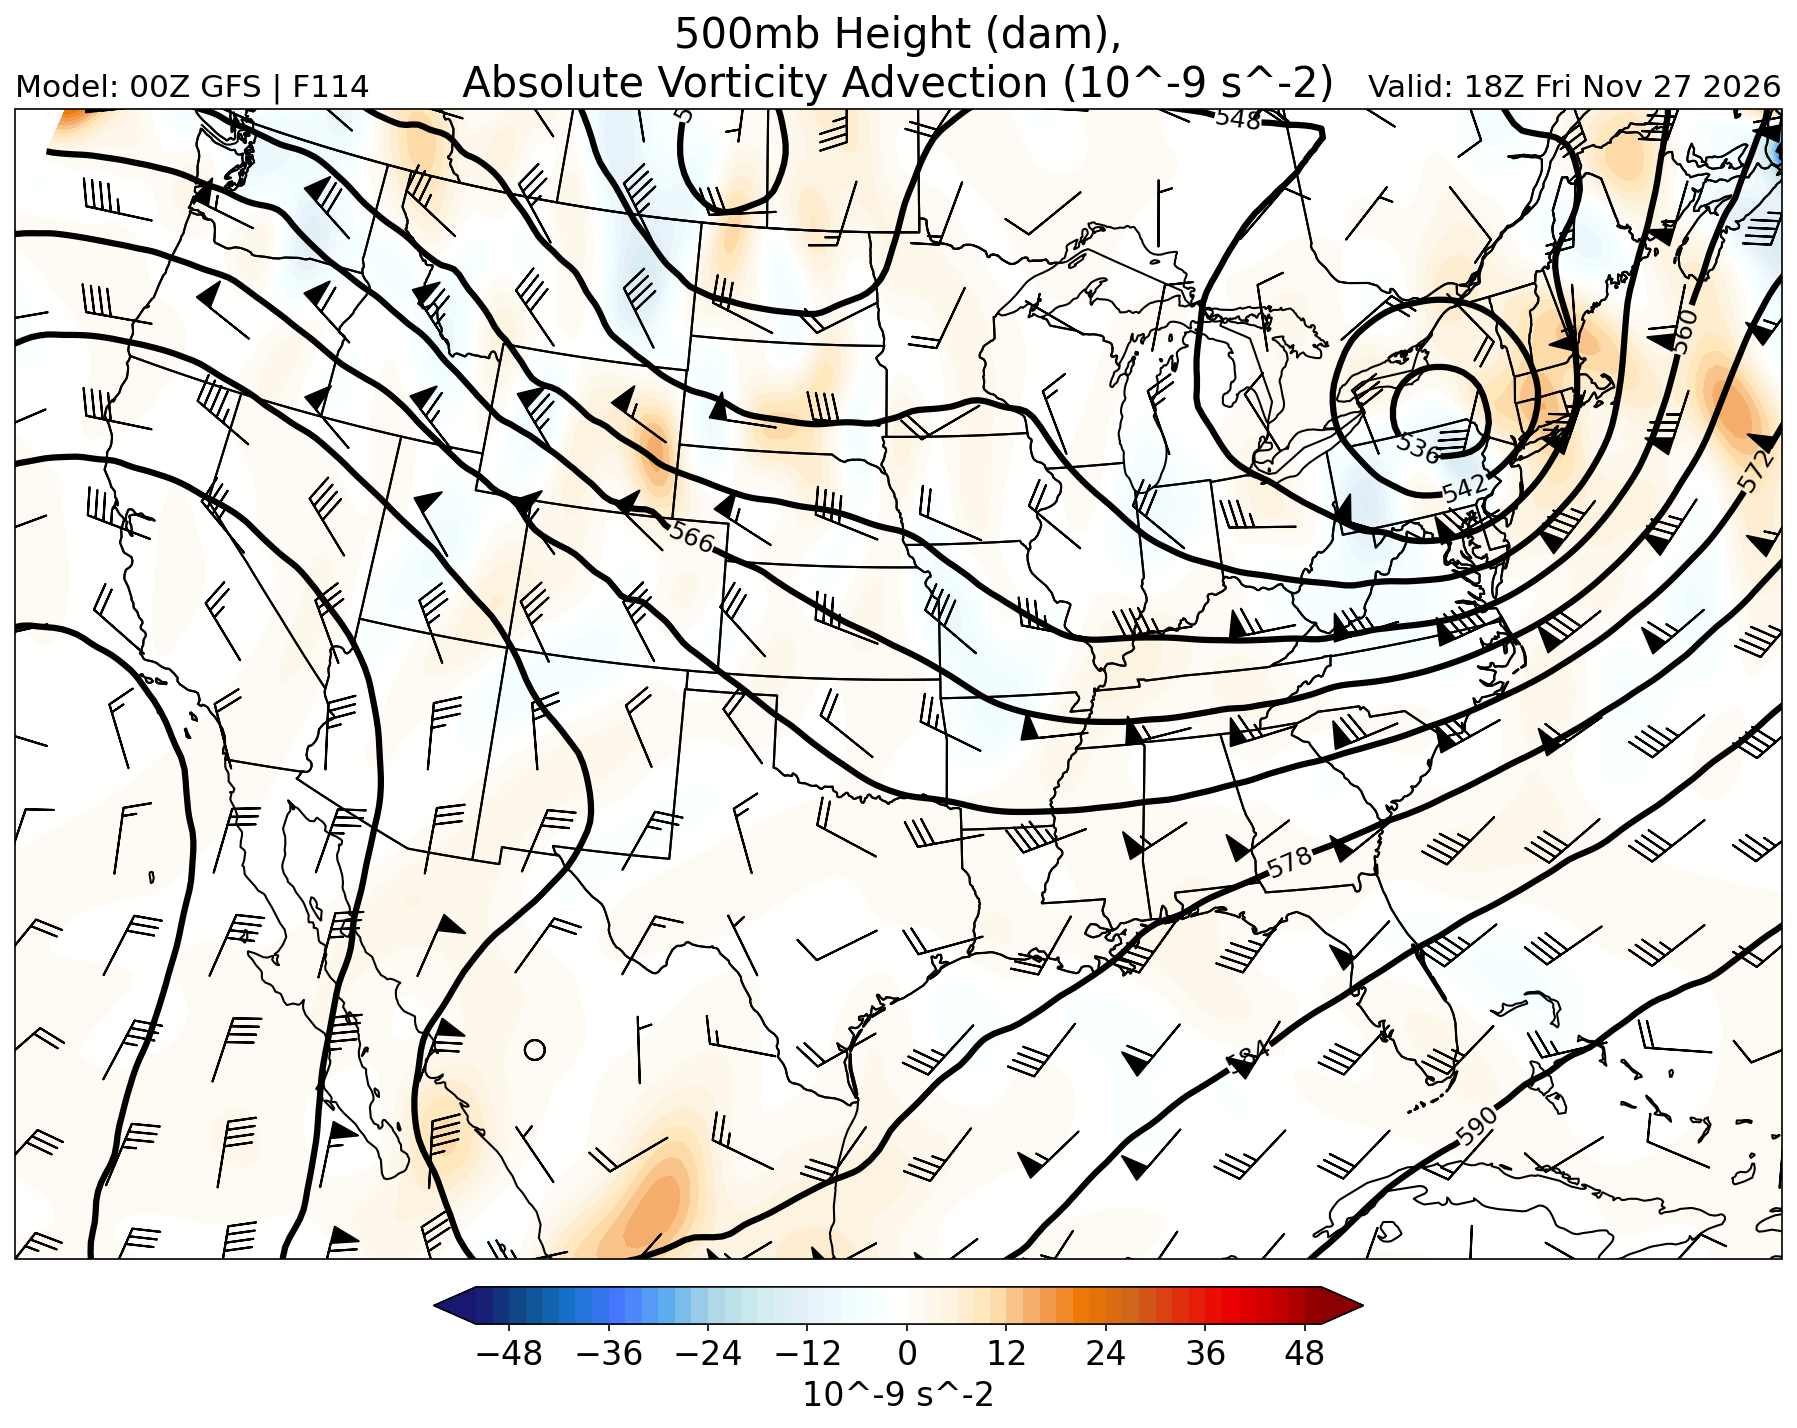 500mb Height (dam),
Model: 00Z GFS | F114
Absolute Vorticity Advection (10^-9 s^-2)
Valid: 18Z Fri Nov 27 2026
548
560
536
572
542
566
578
584
590
−48 −36 −24 −12 0 12 24 36 48
10^-9 s^-2